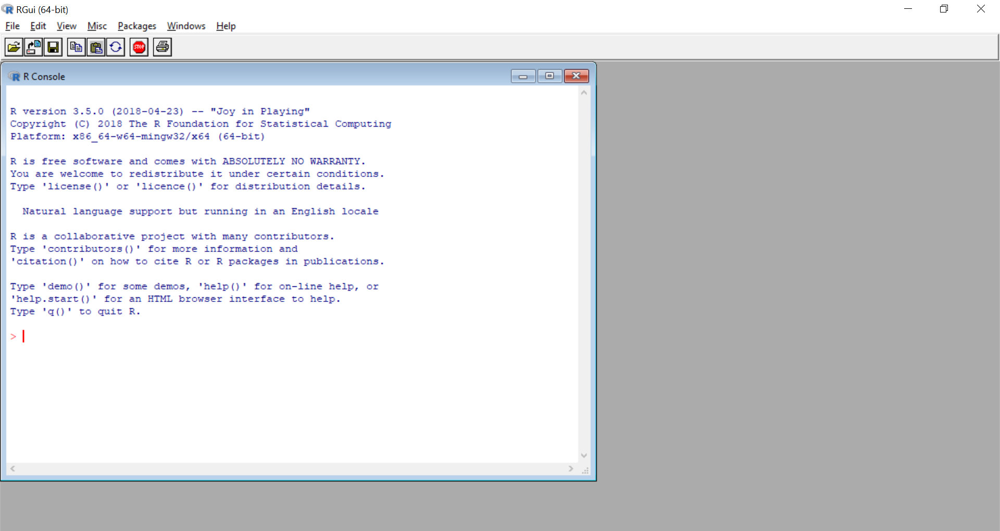 RGui (64-bit)
File Edit View Misc Packages Windows Help
STOP
R Console
R version 3.5.0 (2018-04-23) -- "Joy in Playing"
Copyright (C) 2018 The R Foundation for Statistical Computing
Platform: x86_64-w64-mingw32/x64 (64-bit)
R is free software and comes with ABSOLUTELY NO WARRANTY.
You are welcome to redistribute it under certain conditions.
Type 'license()' or 'licence()' for distribution details.
Natural language support but running in an English locale
R is a collaborative project with many contributors.
Type 'contributors()' for more information and
'citation()' on how to cite R or R packages in publications.
Type 'demo()' for some demos, 'help()' for on-line help, or
'help.start()' for an HTML browser interface to help.
Type 'q()' to quit R.
>